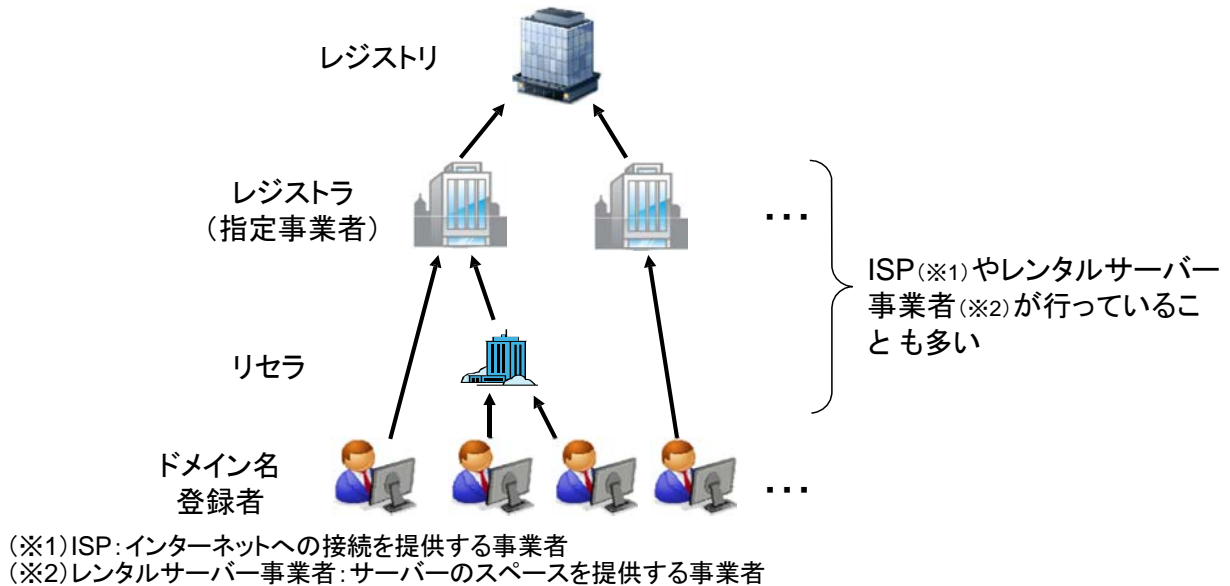 レジストリ
レジストラ
（指定事業者）
…
ISP（※1）やレンタルサーバー
事業者（※2）が行っているこ
と も多い
リセラ
ドメイン名
登録者
…
（※1）ISP：インターネットへの接続を提供する事業者
（※2）レンタルサーバー事業者：サーバーのスペースを提供する事業者